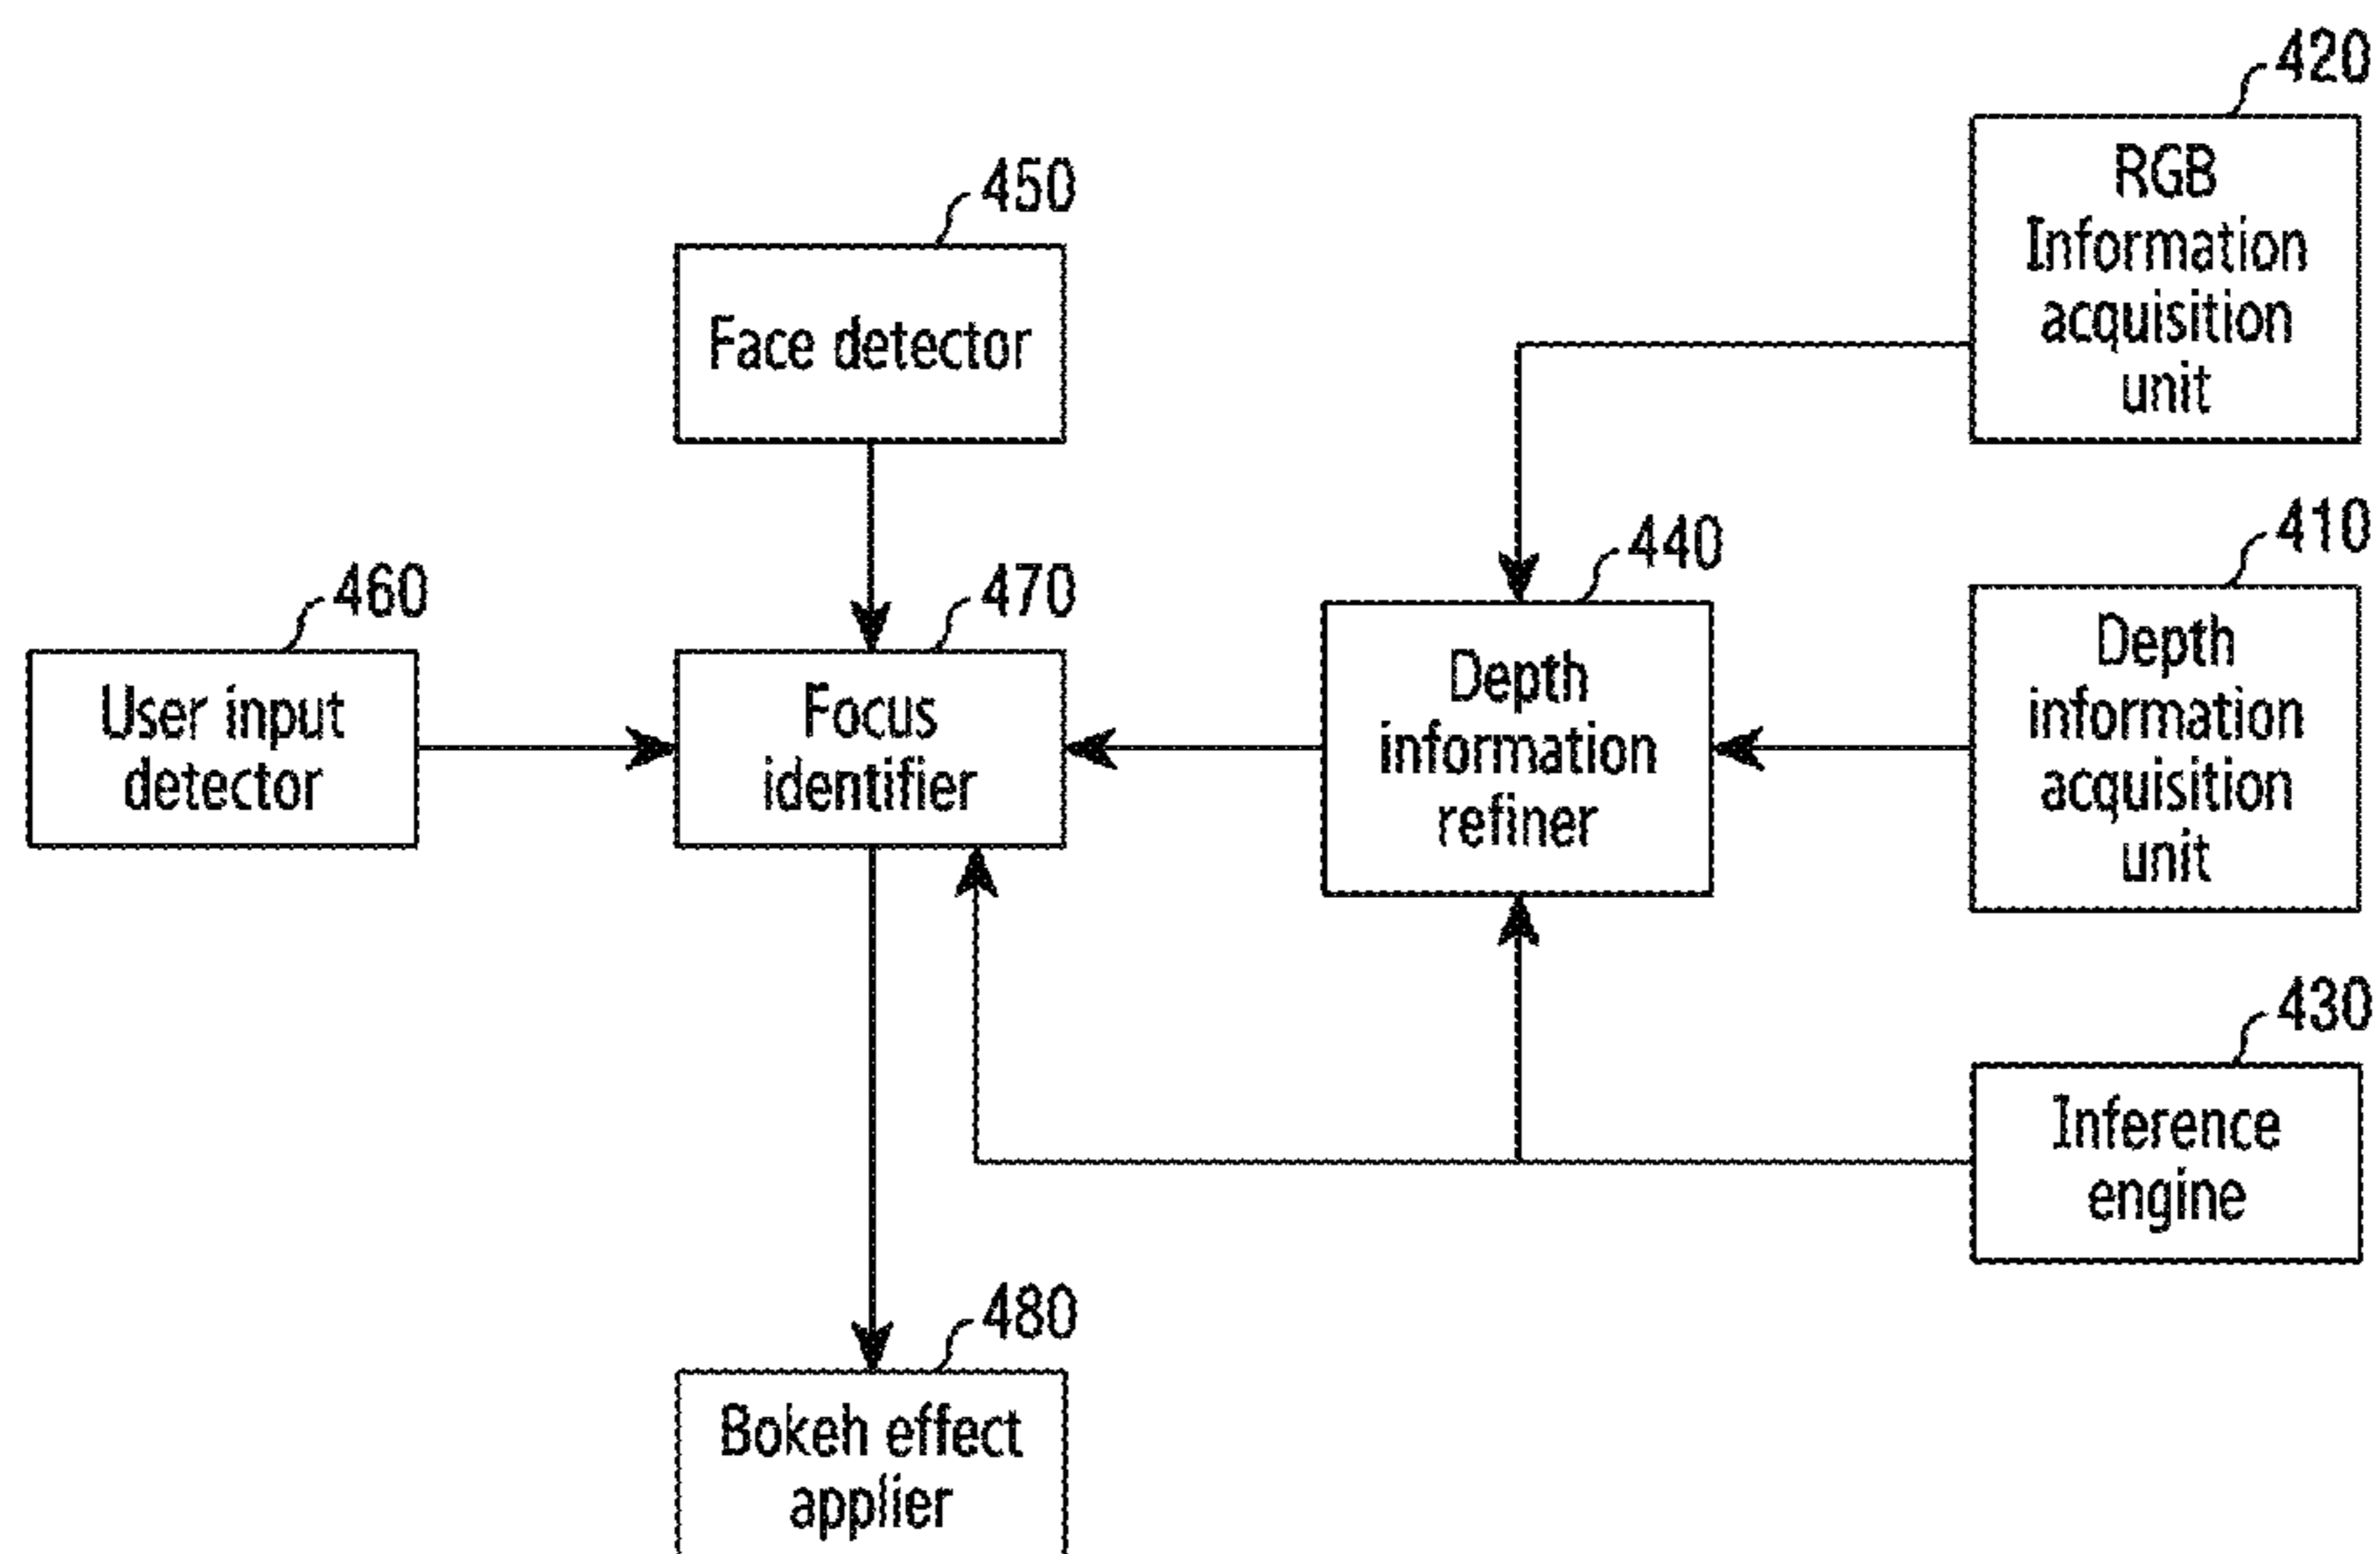 420
RGB
Information
acquisition
unit
450
Face detector
410
Depth
information
acquisition
unit
440
Depth
information
refiner
470
Focus
identifier
460
User input
detector
430
Inference
engine
480
Bokeh effect
applier